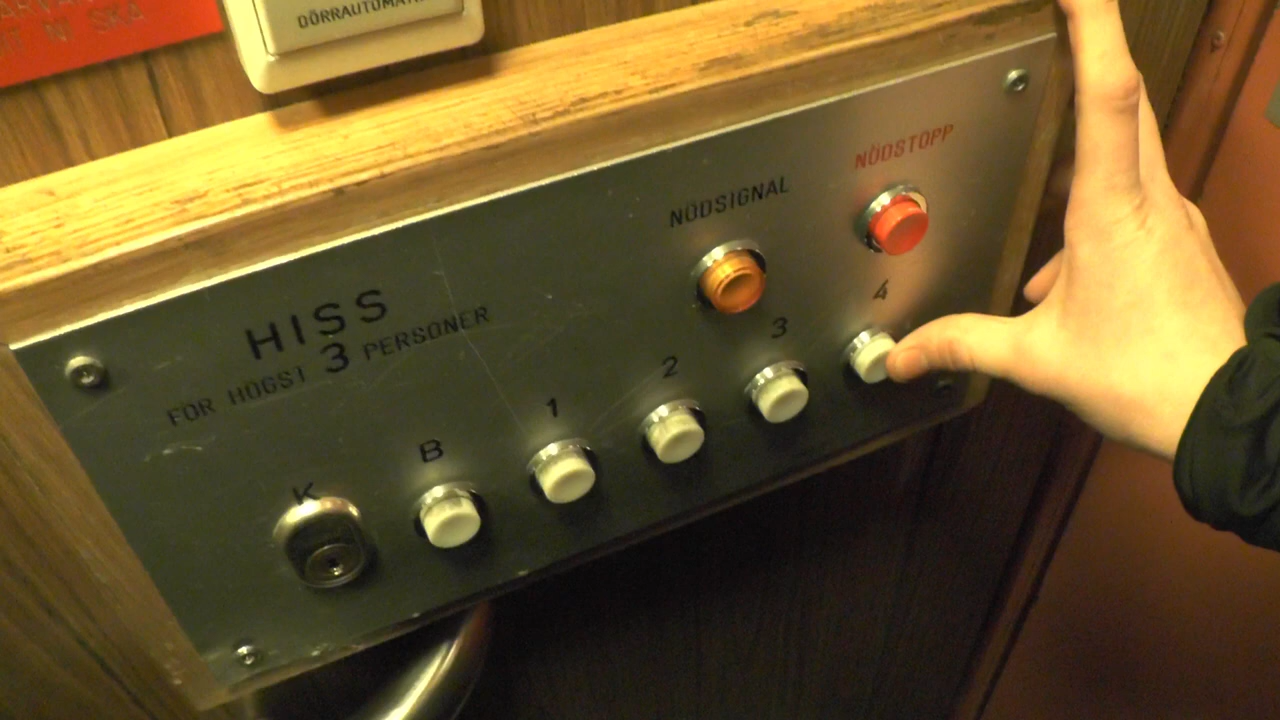 DÖRRAUTOMATIK
NÖDSTOPP
NÖDSIGNAL
HISS
FÖR HÖGST 3 PERSONER
K B 1 2 3 4